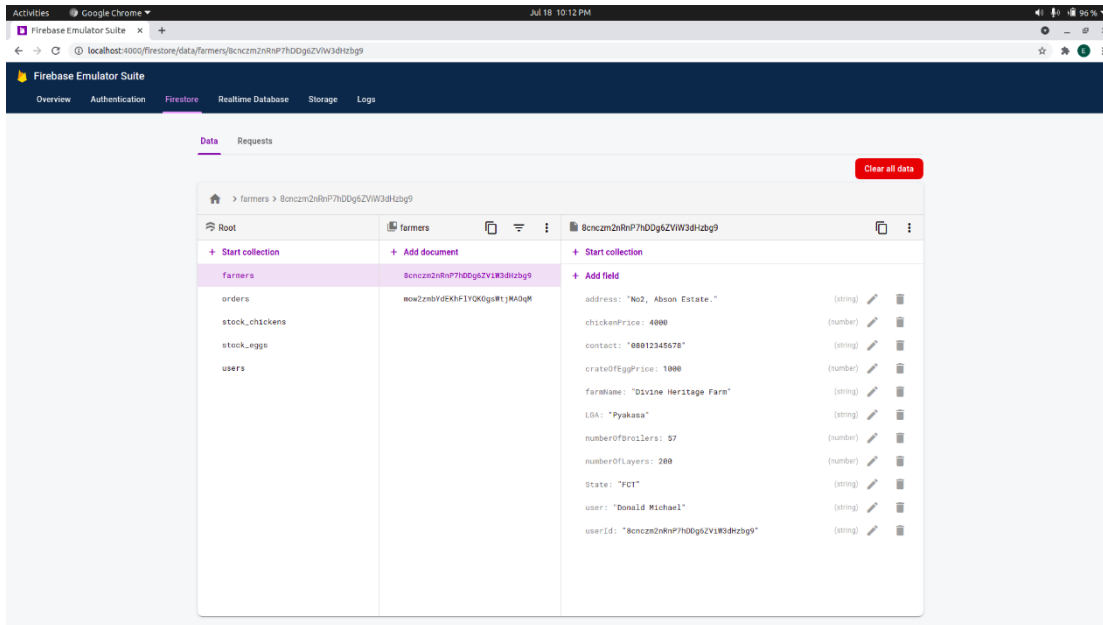 Activities Google Chrome Jul 18 10:12 PM 96 %
Firebase Emulator Suite
localhost:4000/firestore/data/farmers/8cnczm2nRnP7hDDg6ZViW3dHzbg9 E
Firebase Emulator Suite
Overview Authentication Firestore Realtime Database Storage Logs
Data Requests
Clear all data
> farmers > 8cnczm2nRnP7hDDg6ZViW3dHzbg9
Root farmers 8cnczm2nRnP7hDDg6ZViW3dHzbg9
+ Start collection + Add document + Start collection
farmers 8cnczm2nRnP7hDDg6ZViW3dHzbg9 + Add field
orders mow2zmbYdEKhFlYQKOgsWtjMAOqM address: "No2, Abson Estate." (string)
stock_chickens chickenPrice: 4000 (number)
stock_eggs contact: "08012345678" (string)
users crateOfEggPrice: 1000 (number)
farmName: "Divine Heritage Farm" (string)
LGA: "Pyakasa" (string)
numberOfBroilers: 57 (number)
numberOfLayers: 200 (number)
State: "FCT" (string)
user: "Donald Michael" (string)
userId: "8cnczm2nRnP7hDDg6ZViW3dHzbg9" (string)